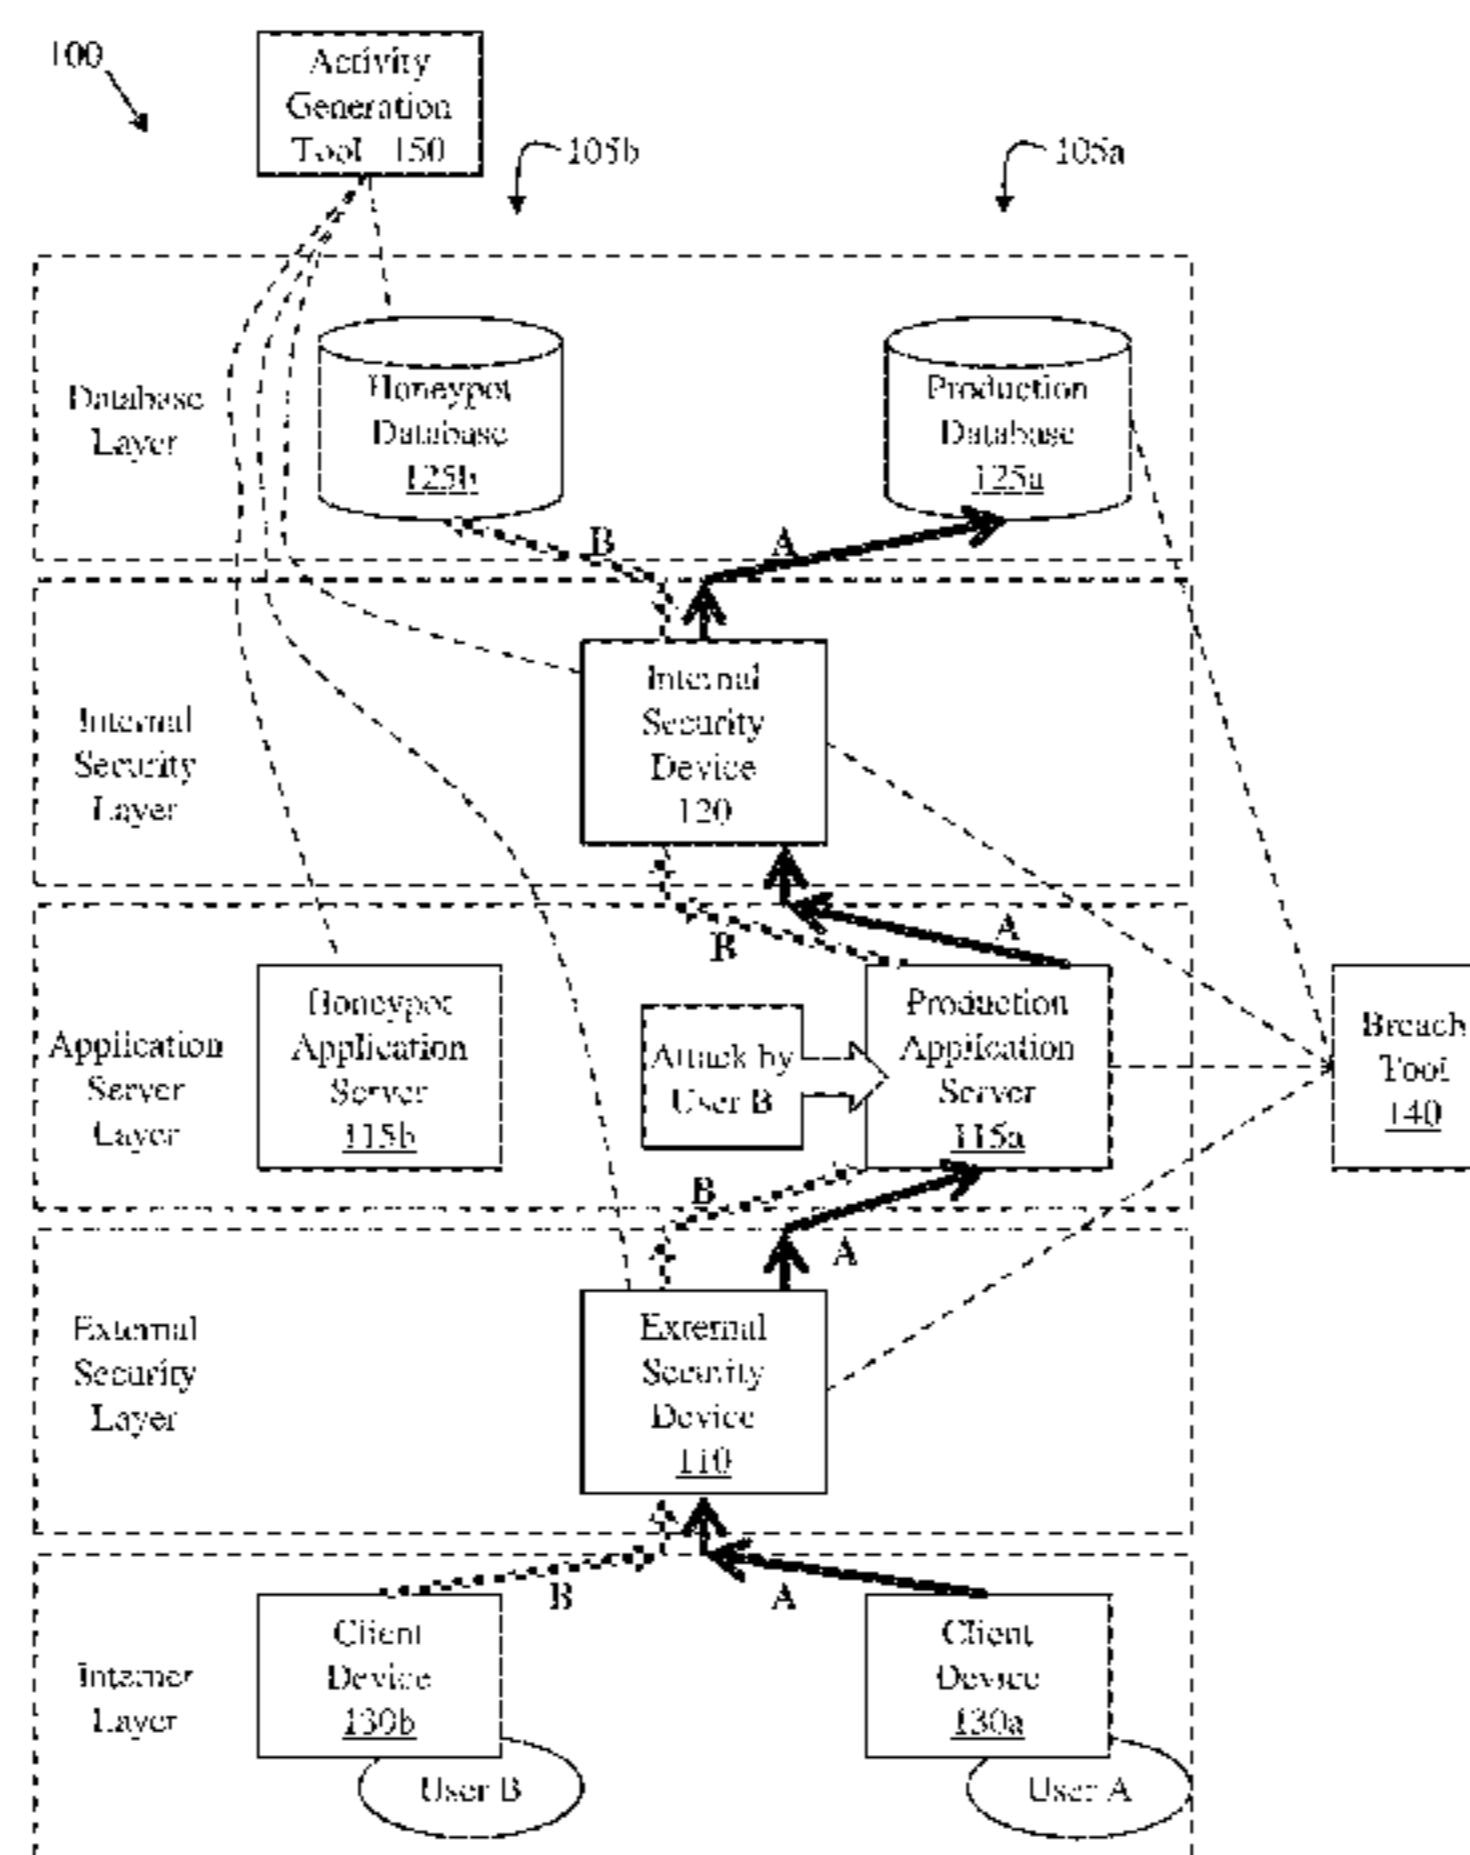 100
Activity
Generation
Tool 150
105b
105a
Database
Layer
Honeypot
Database
125b
Production
Database
125a
B
A
Internal
Security
Layer
Internal
Security
Device
120
B
A
Application
Server
Layer
Honeypot
Application
Server
115b
Attack by
User B
Production
Application
Server
115a
Breach
Tool
140
B
A
External
Security
Layer
External
Security
Device
110
B
A
Internet
Layer
Client
Device
130b
User B
Client
Device
130a
User A